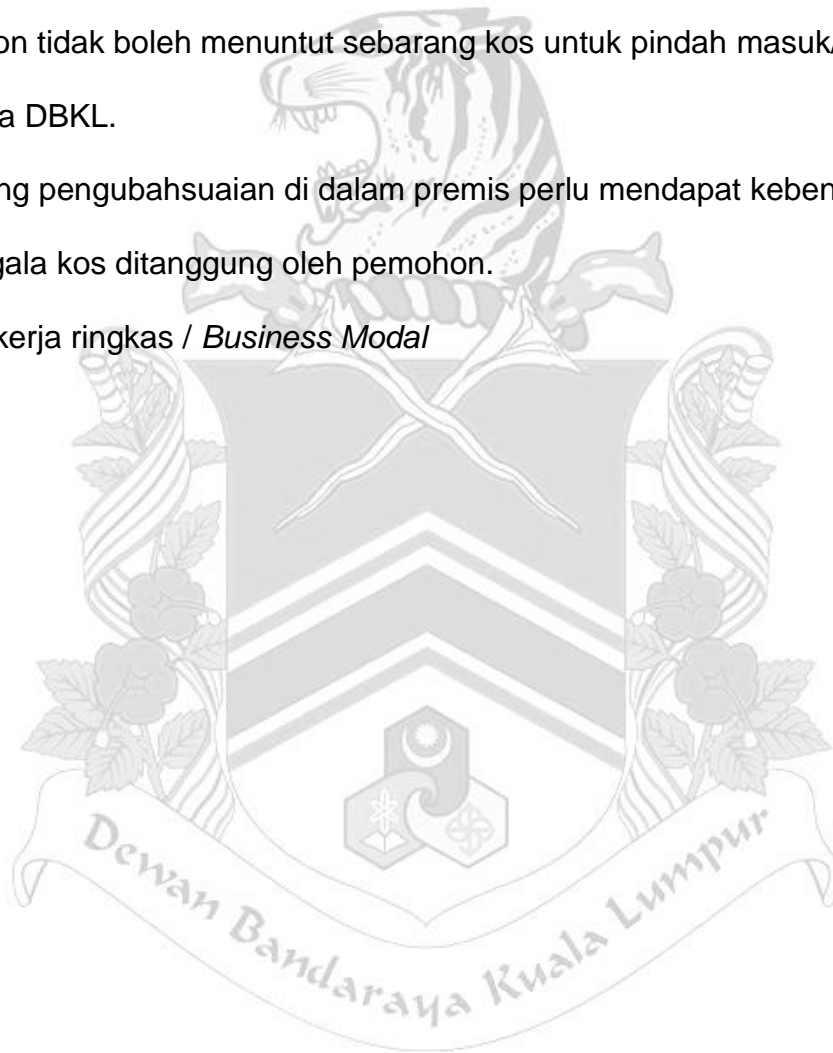 on tidak boleh menuntut sebarang kos untuk pindah masuk/
a DBKL.
ng pengubahsuaian di dalam premis perlu mendapat keben
gala kos ditanggung oleh pemohon.
kerja ringkas / Business Modal
Dewan Bandaraya Kuala Lumpur